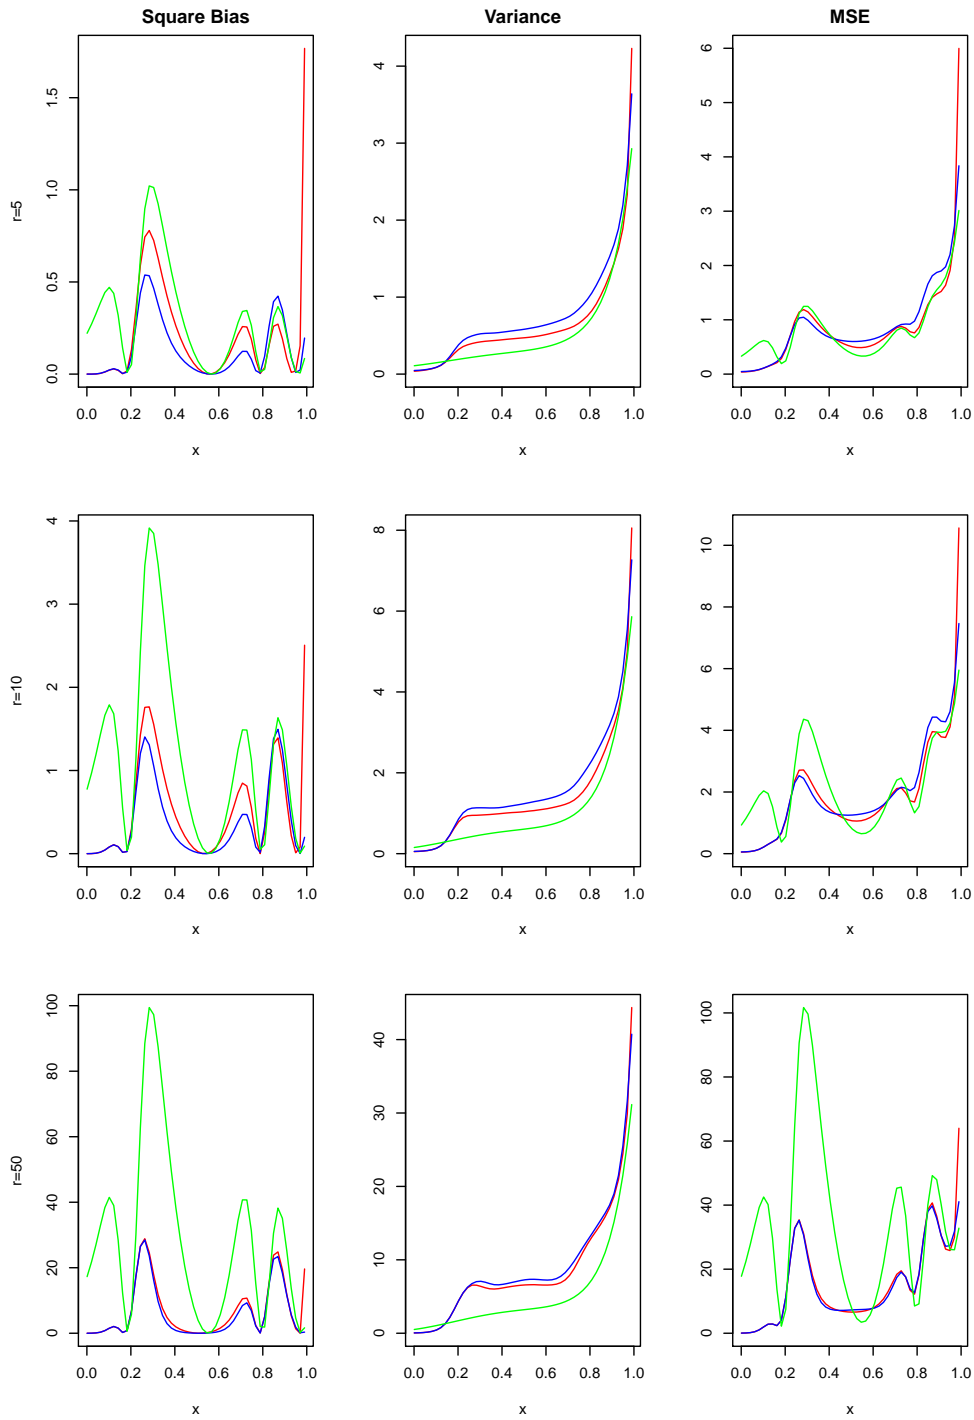 Square Bias
Variance
MSE
r=5
0.0 0.5 1.0 1.5
0.0 0.2 0.4 0.6 0.8 1.0
x
0 1 2 3 4
0.0 0.2 0.4 0.6 0.8 1.0
x
0 1 2 3 4 5 6
0.0 0.2 0.4 0.6 0.8 1.0
x
r=10
0 1 2 3 4
0.0 0.2 0.4 0.6 0.8 1.0
x
0 2 4 6 8
0.0 0.2 0.4 0.6 0.8 1.0
x
0 2 4 6 8 10
0.0 0.2 0.4 0.6 0.8 1.0
x
r=50
0 20 40 60 80 100
0.0 0.2 0.4 0.6 0.8 1.0
x
0 10 20 30 40
0.0 0.2 0.4 0.6 0.8 1.0
x
0 20 40 60 80 100
0.0 0.2 0.4 0.6 0.8 1.0
x